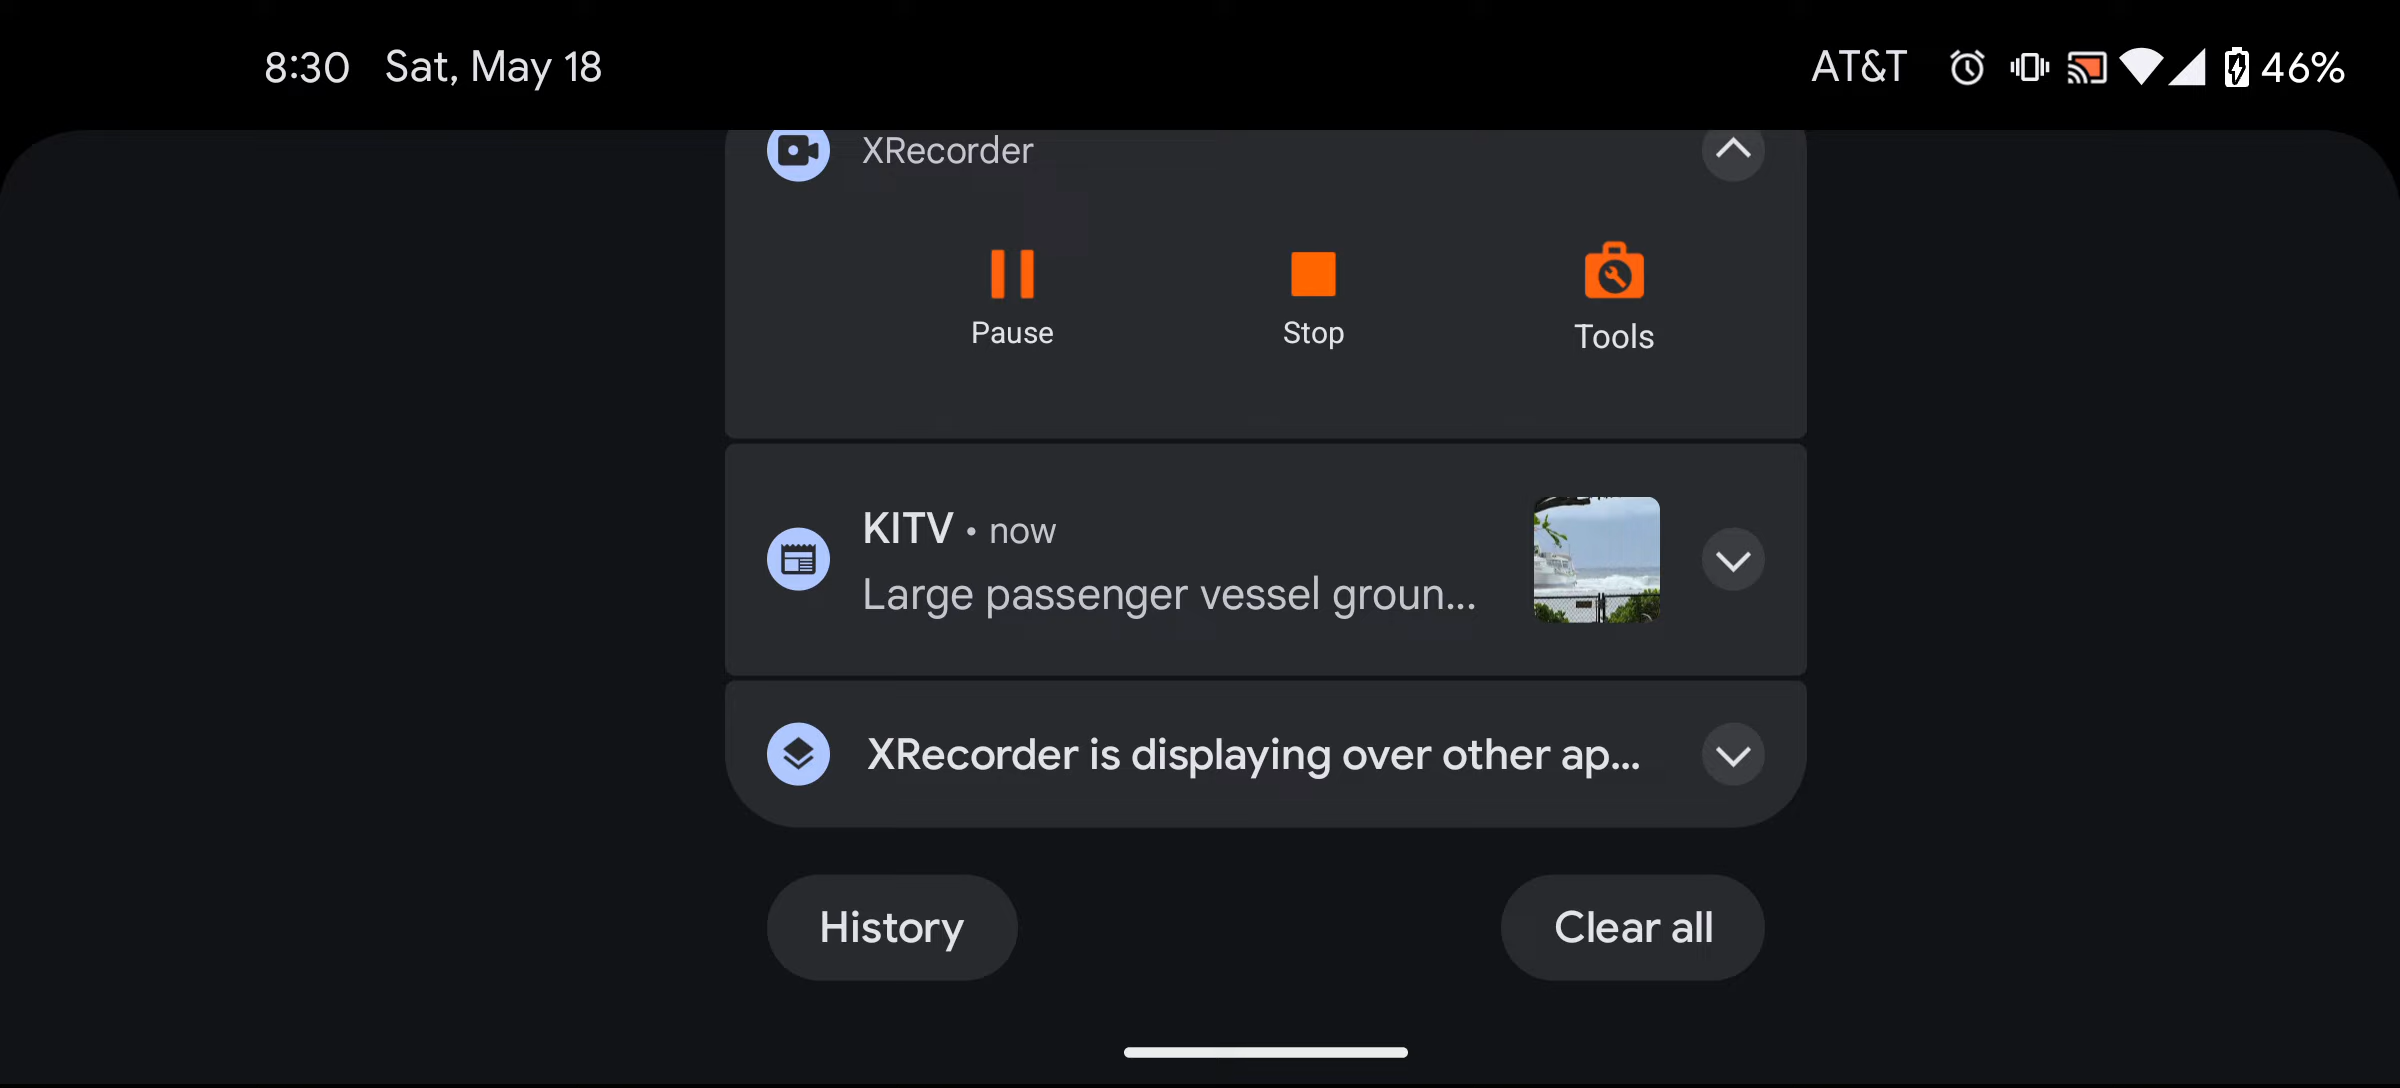 8:30 Sat, May 18 AT&T 46%
XRecorder
Pause Stop Tools
KITV • now
Large passenger vessel groun...
XRecorder is displaying over other ap...
History Clear all